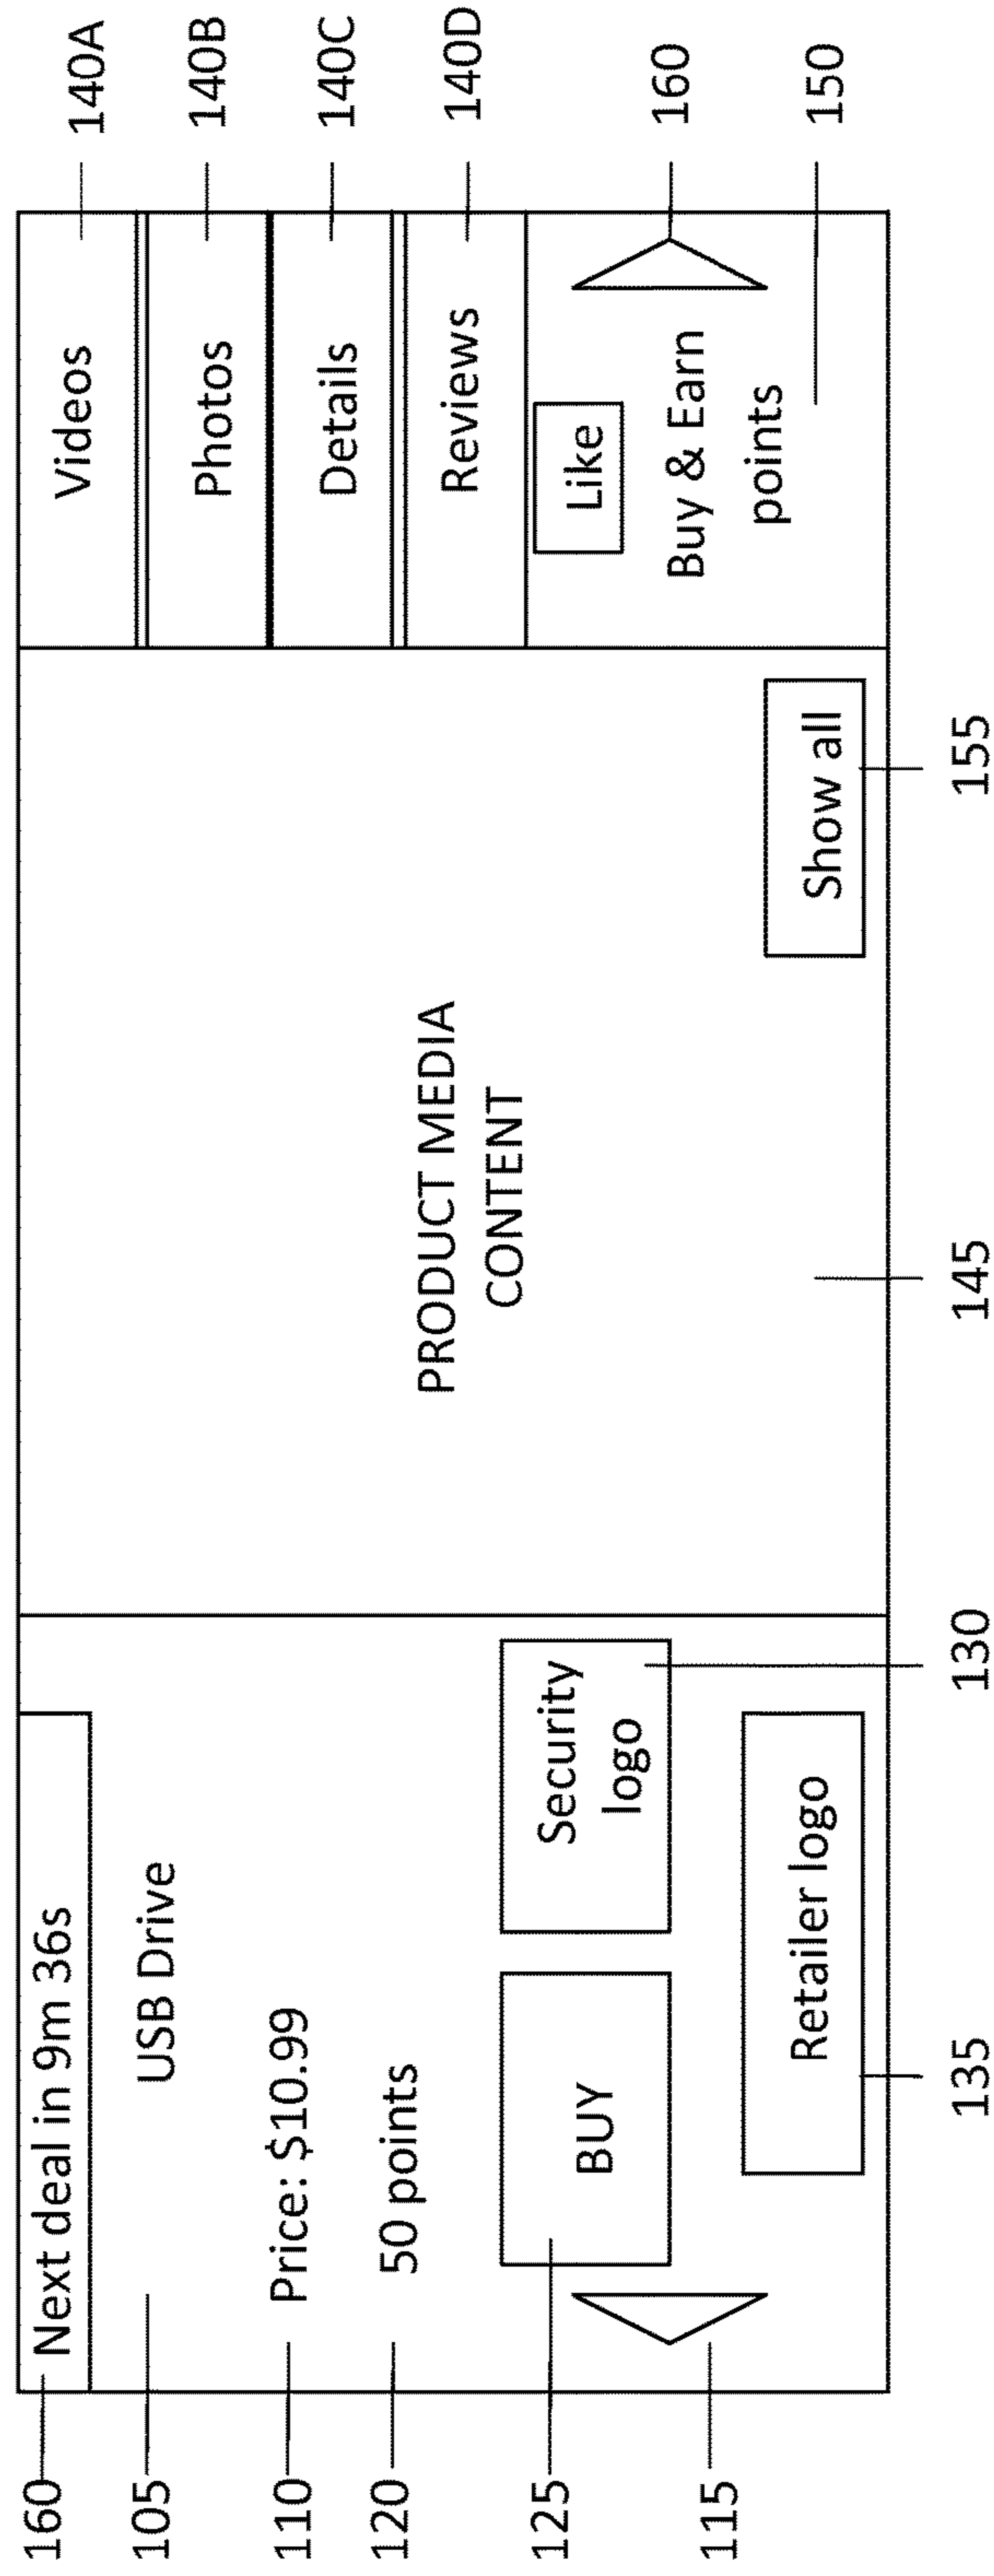 160
Next deal in 9m 36s
105
USB Drive
110
Price: $10.99
120
50 points
125
BUY
Security
logo
115
Retailer logo
135
130
PRODUCT MEDIA
CONTENT
145
Show all
155
Videos
140A
Photos
140B
Details
140C
Reviews
140D
Like
Buy & Earn
points
160
150